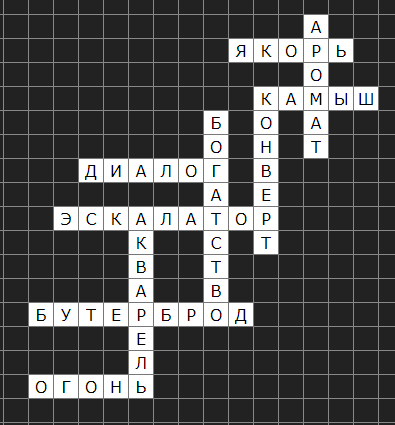 АРОМАТ
ЯКОРЬ
КАМЫШ
КОНВЕРТ
БОГАТСТВО
ДИАЛОГ
ЭСКАЛАТОР
АКВАРЕЛЬ
БУТЕРБРОД
ОГОНЬ